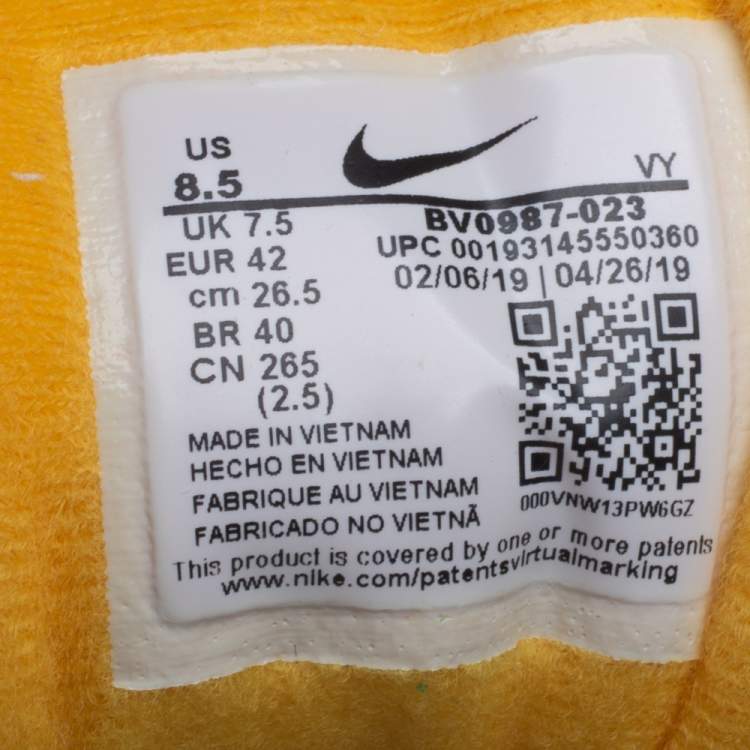 US
8.5
VY
UK 7.5
EUR 42
cm 26.5
BR 40
CN 265
(2.5)
BV0987-023
UPC 00193145550360
02/06/19 | 04/26/19
000VNW13PW6GZ
MADE IN VIETNAM
HECHO EN VIETNAM
FABRIQUE AU VIETNAM
FABRICADO NO VIETNÃ
This product is covered by one or more patents
www.nike.com/patentsvirtualmarking